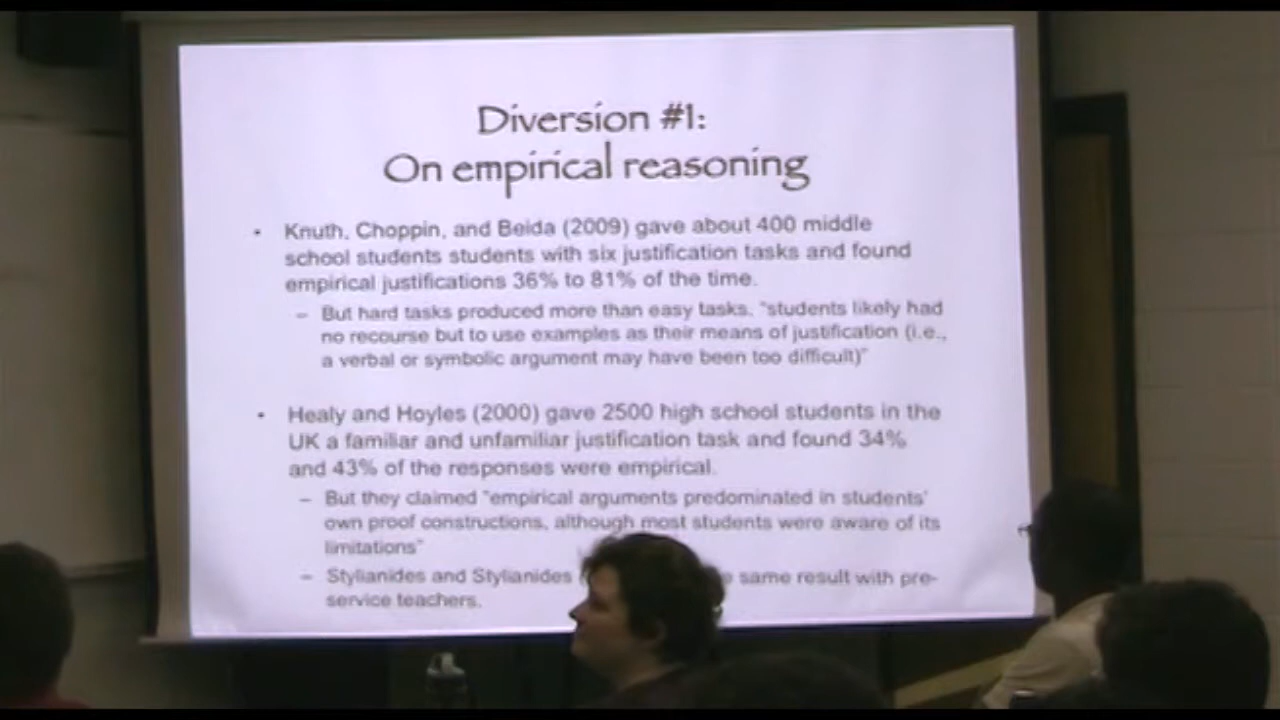 Diversion #1:
On empirical reasoning
• Knuth, Choppin, and Beida (2009) gave about 400 middle
school students students with six justification tasks and found
empirical justifications 36% to 81% of the time.
– But hard tasks produced more than easy tasks. "students likely had
no recourse but to use examples as their means of justification (i.e.,
a verbal or symbolic argument may have been too difficult)"
• Healy and Hoyles (2000) gave 2500 high school students in the
UK a familiar and unfamiliar justification task and found 34%
and 43% of the responses were empirical.
– But they claimed "empirical arguments predominated in students'
own proof constructions, although most students were aware of its
limitations"
– Stylianides and Stylianides same result with pre-
service teachers.